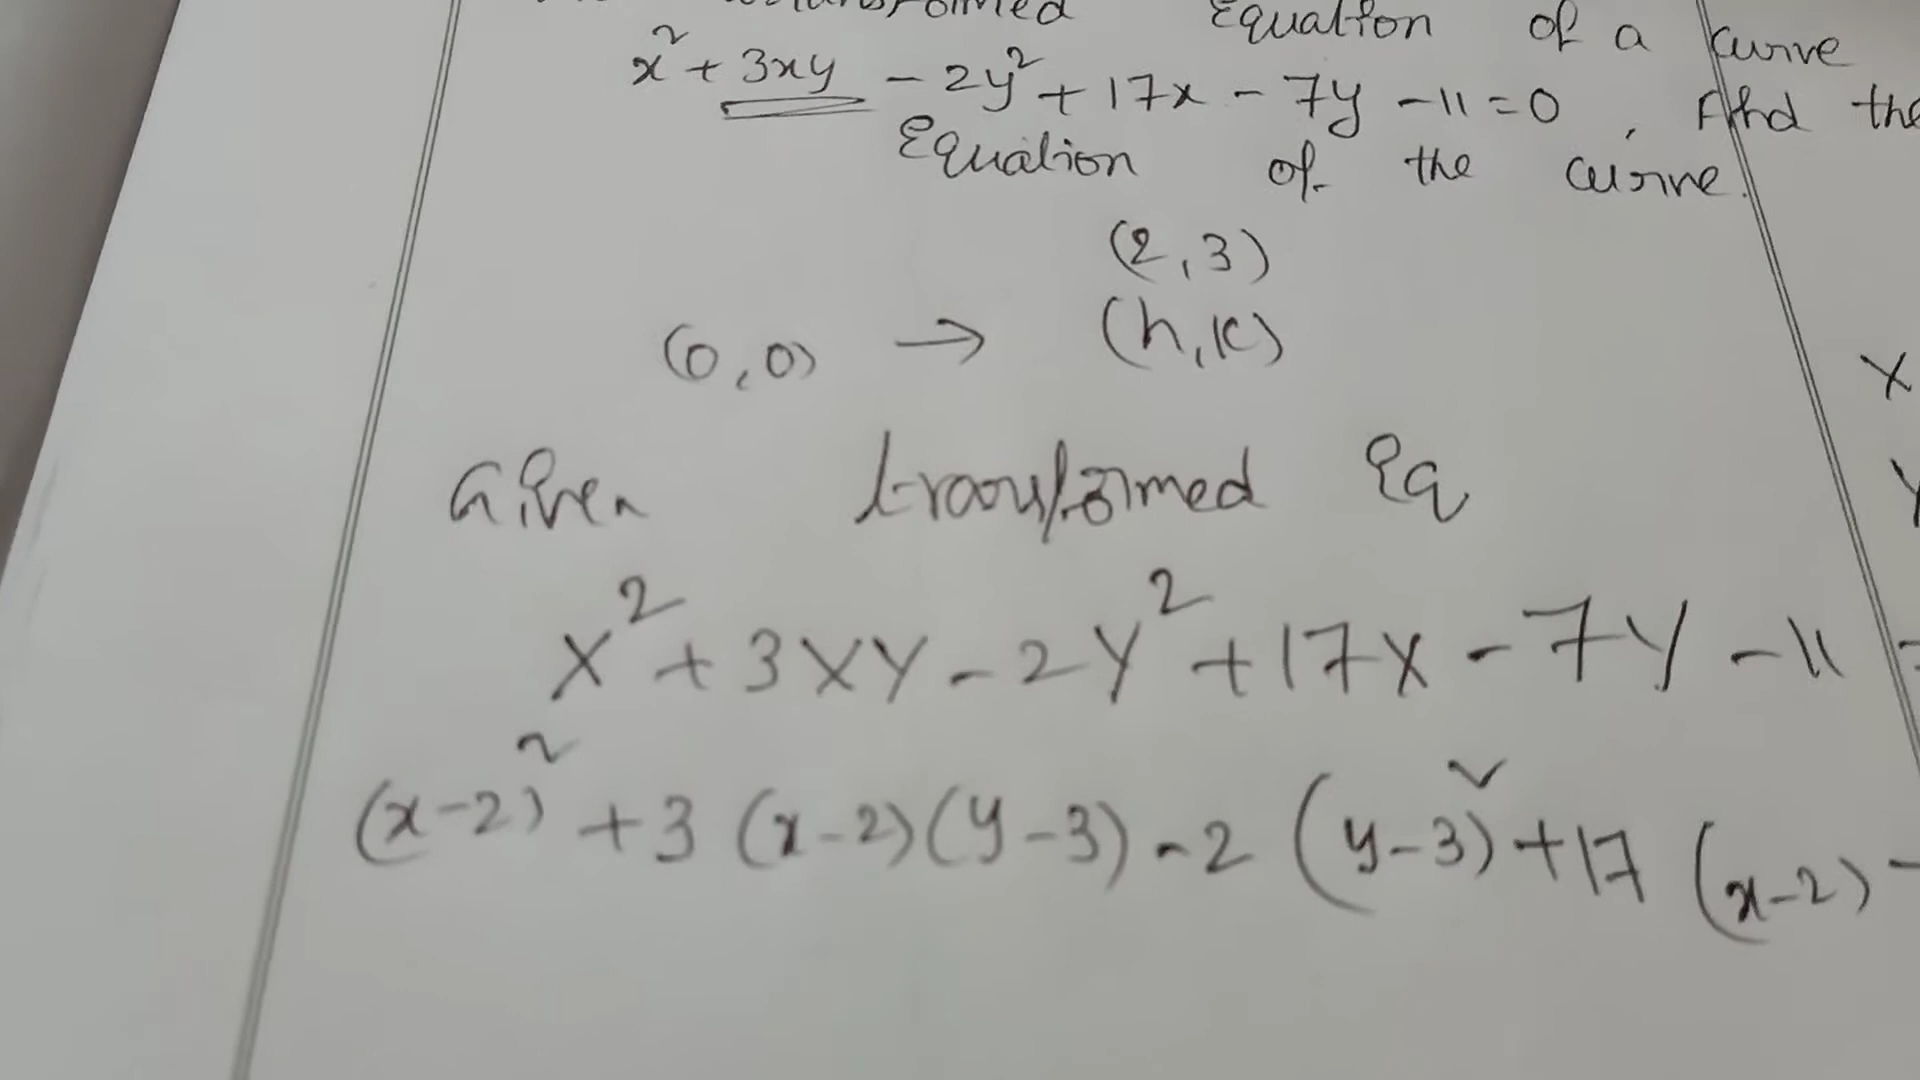 transformed Equation of a curve
x² + 3xy - 2y² + 17x - 7y - 11 = 0, find the
Equation of the curve.
(2,3)
(0,0) → (h,k)
X
Y
Given transformed Eq
X² + 3XY - 2Y² + 17X - 7Y - 11 =
(x-2)² + 3 (x-2)(y-3) - 2 (y-3)² + 17 (x-2) -